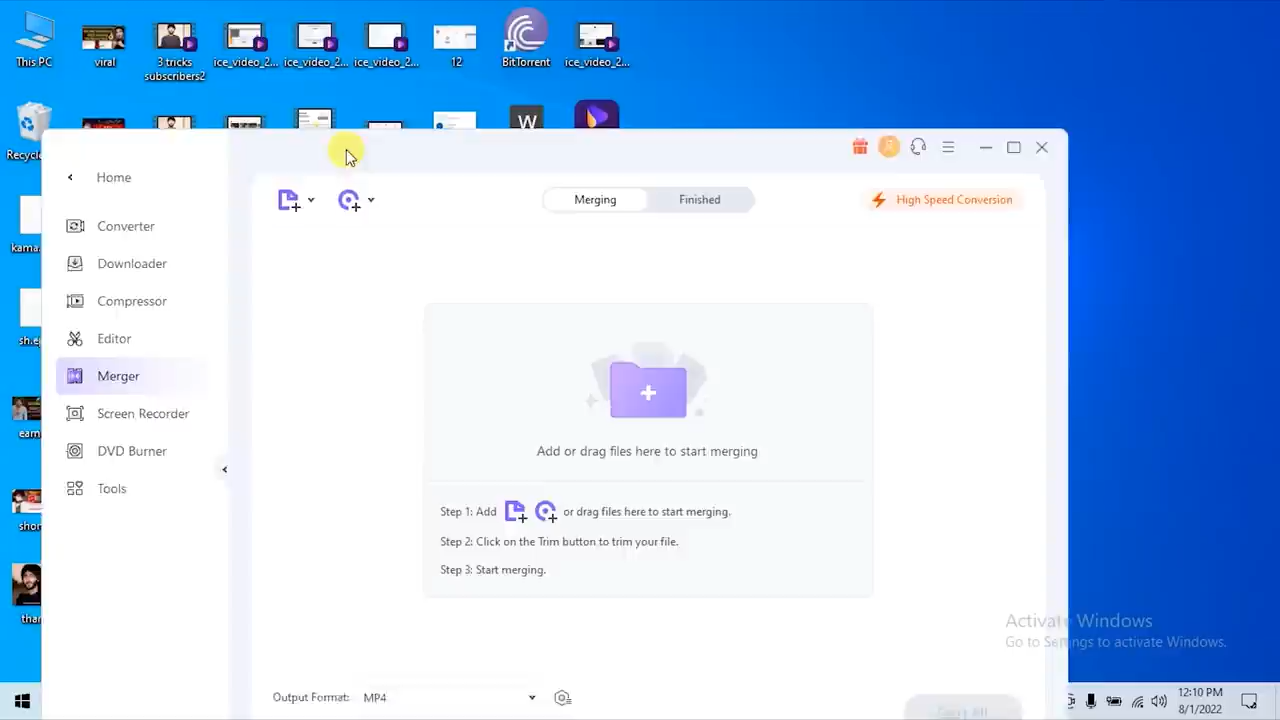 This PC
viral
3 tricks
subscribers2
ice_video_2...
ice_video_2...
ice_video_2...
12
BitTorrent
ice_video_2...
W
Home
Merging
Finished
High Speed Conversion
Converter
Downloader
Compressor
Editor
Merger
Screen Recorder
DVD Burner
Tools
Add or drag files here to start merging
Step 1: Add
or drag files here to start merging.
Step 2: Click on the Trim button to trim your file.
Step 3: Start merging.
Output Format:
MP4
Activate Windows
Go to Settings to activate Windows.
12:10 PM
8/1/2022